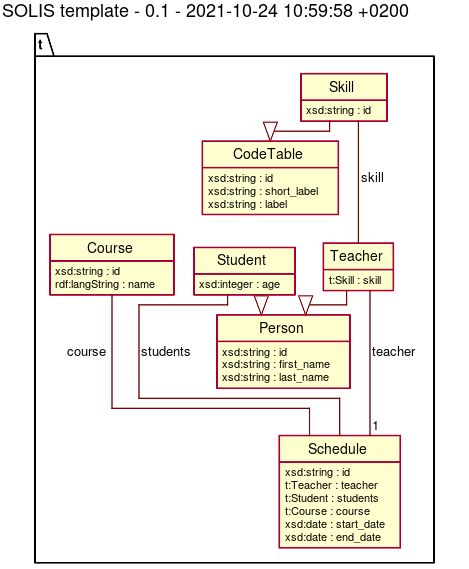 SOLIS template - 0.1 - 2021-10-24 10:59:58 +0200
t
Skill
xsd:string : id
CodeTable
xsd:string : id
xsd:string : short_label
xsd:string : label
skill
Course
xsd:string : id
rdf:langString : name
Student
xsd:integer : age
Teacher
t:Skill : skill
Person
xsd:string : id
xsd:string : first_name
xsd:string : last_name
course
students
teacher
1
Schedule
xsd:string : id
t:Teacher : teacher
t:Student : students
t:Course : course
xsd:date : start_date
xsd:date : end_date